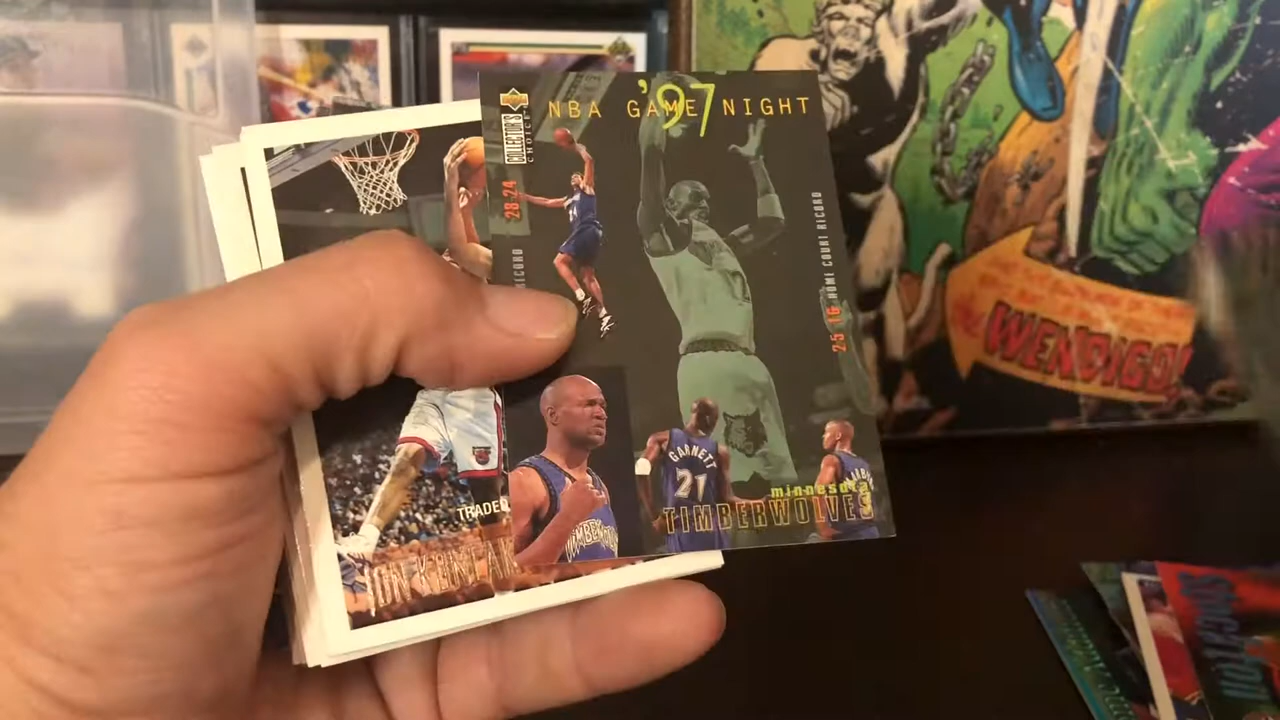 '97
NBA GAME NIGHT
COLLECTOR'S
CHOICE
28-24
RECORD
25-16 HOME COURT RECORD
GARNETT
21
minnesota
TIMBERWOLVES
TRADED
WENDIGO!